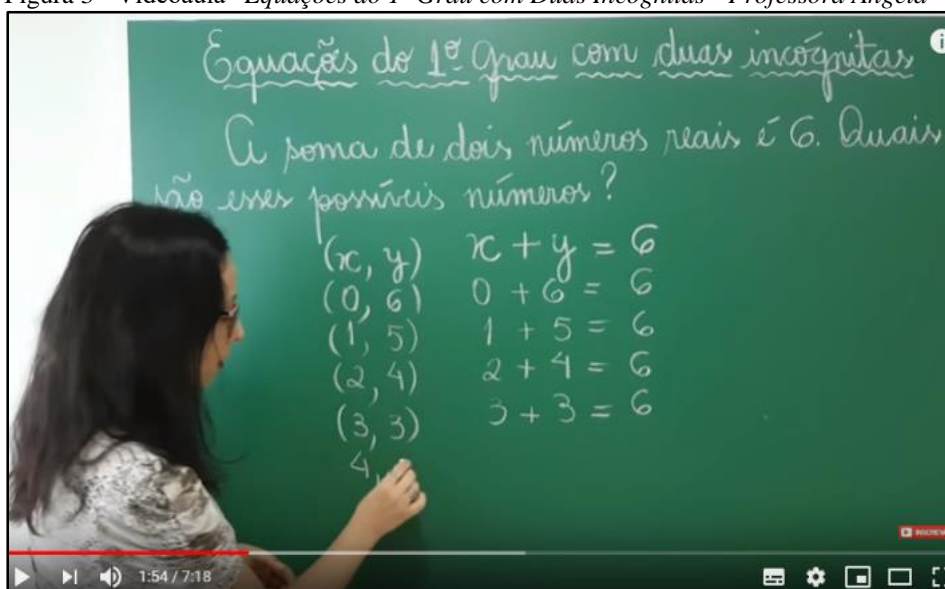 Figura 3 – Videoaula "Equações do 1º Grau com Duas Incógnitas – Professora Angela"
Equações do 1º Grau com duas incógnitas
A soma de dois números reais é 6. Quais
são esses possíveis números?
(x, y) x + y = 6
(0, 6) 0 + 6 = 6
(1, 5) 1 + 5 = 6
(2, 4) 2 + 4 = 6
(3, 3) 3 + 3 = 6
4,
1:54 / 7:18